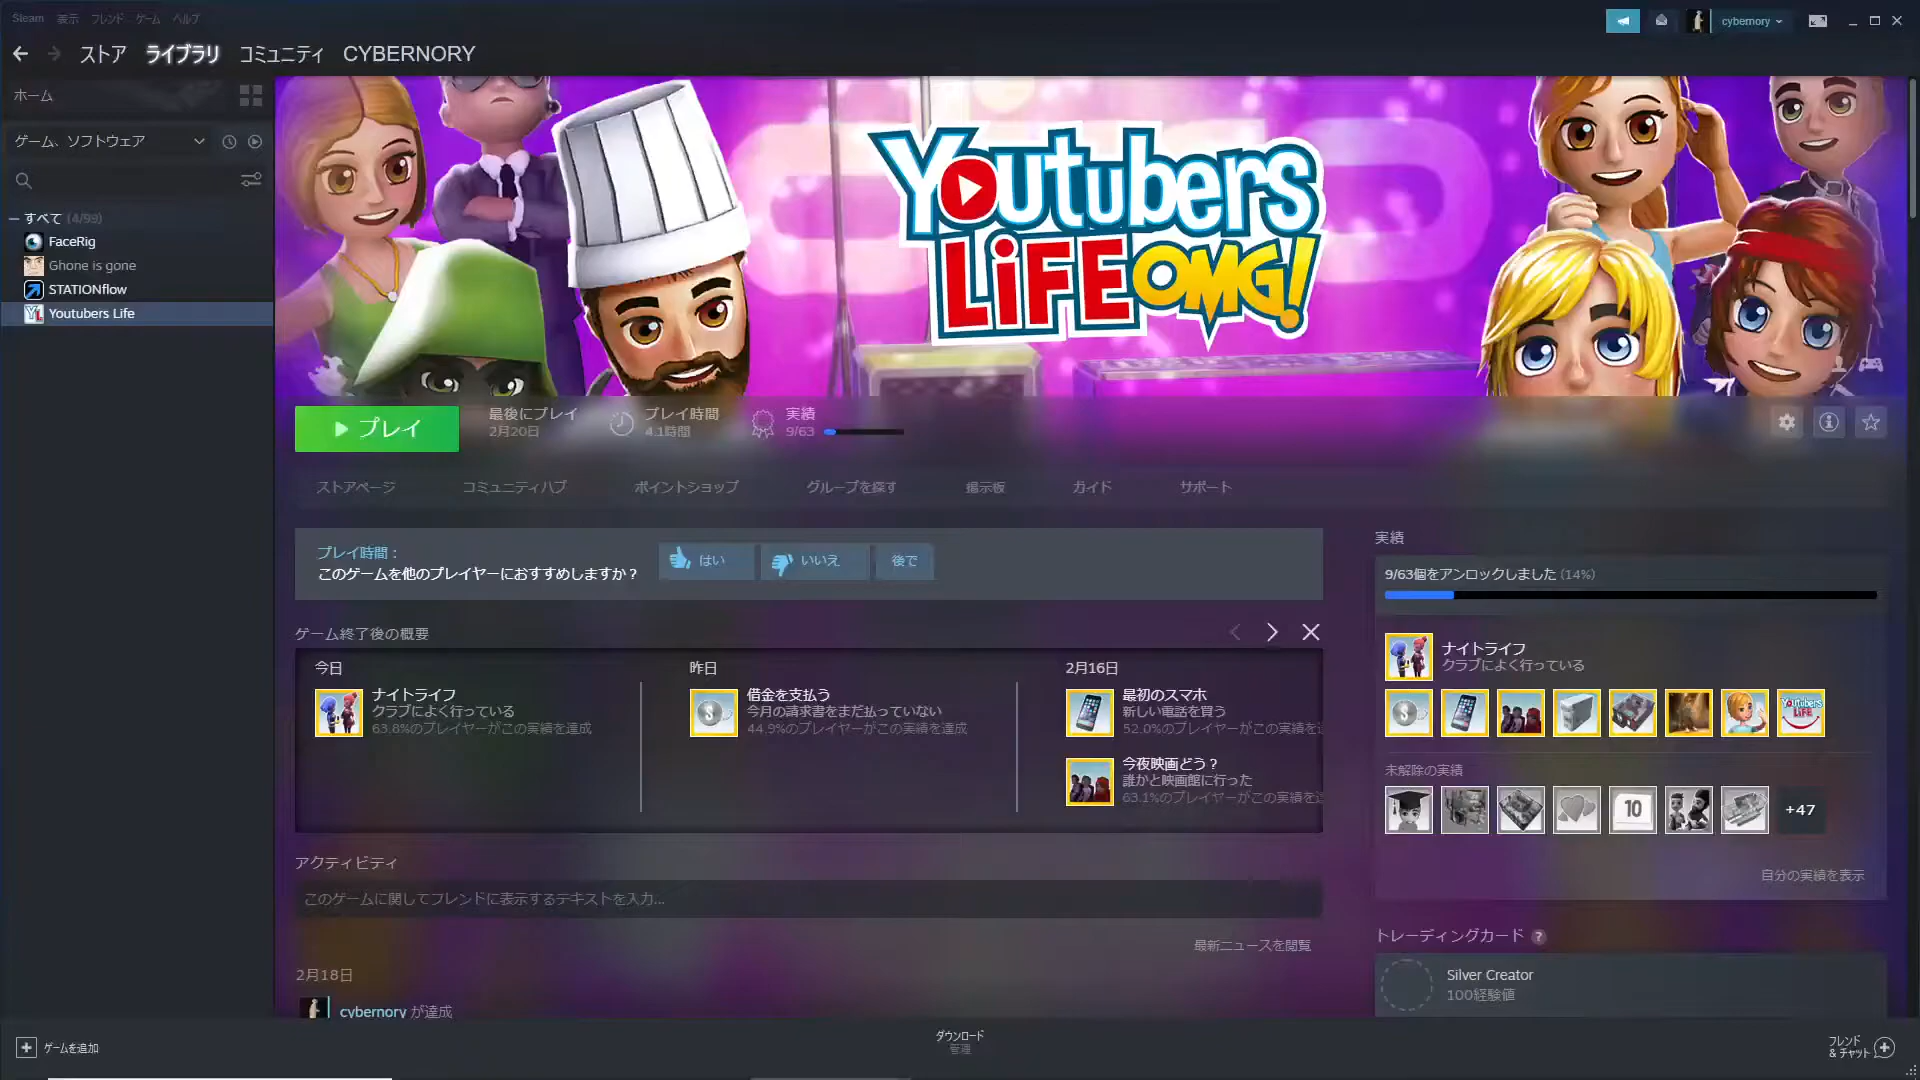 Steam 表示 フレンド ゲーム ヘルプ
cybernory
ストア ライブラリ コミュニティ CYBERNORY
ホーム
ゲーム、ソフトウェア
すべて (4/99)
FaceRig
Ghone is gone
STATIONflow
Youtubers Life
YouTubers
LIFE OMG!
プレイ
最後にプレイ
2月20日
プレイ時間
4.1時間
実績
9/63
ストアページ コミュニティハブ ポイントショップ グループを探す 掲示板 ガイド サポート
プレイ時間：
このゲームを他のプレイヤーにおすすめしますか？
はい いいえ 後で
ゲーム終了後の概要
今日
ナイトライフ
クラブによく行っている
63.8%のプレイヤーがこの実績を達成
昨日
借金を支払う
今月の請求書をまだ払っていない
44.9%のプレイヤーがこの実績を達成
2月16日
最初のスマホ
新しい電話を買う
52.0%のプレイヤーがこの実績を
今夜映画どう？
誰かと映画館に行った
63.1%のプレイヤーがこの実績を
アクティビティ
このゲームに関してフレンドに表示するテキストを入力...
最新ニュースを閲覧
2月18日
cybernory が達成
実績
9/63個をアンロックしました (14%)
ナイトライフ
クラブによく行っている
Youtubers
LIFE
未解除の実績
10
+47
自分の実績を表示
トレーディングカード ?
Silver Creator
100経験値
ゲームを追加
ダウンロード
管理
フレンド
& チャット